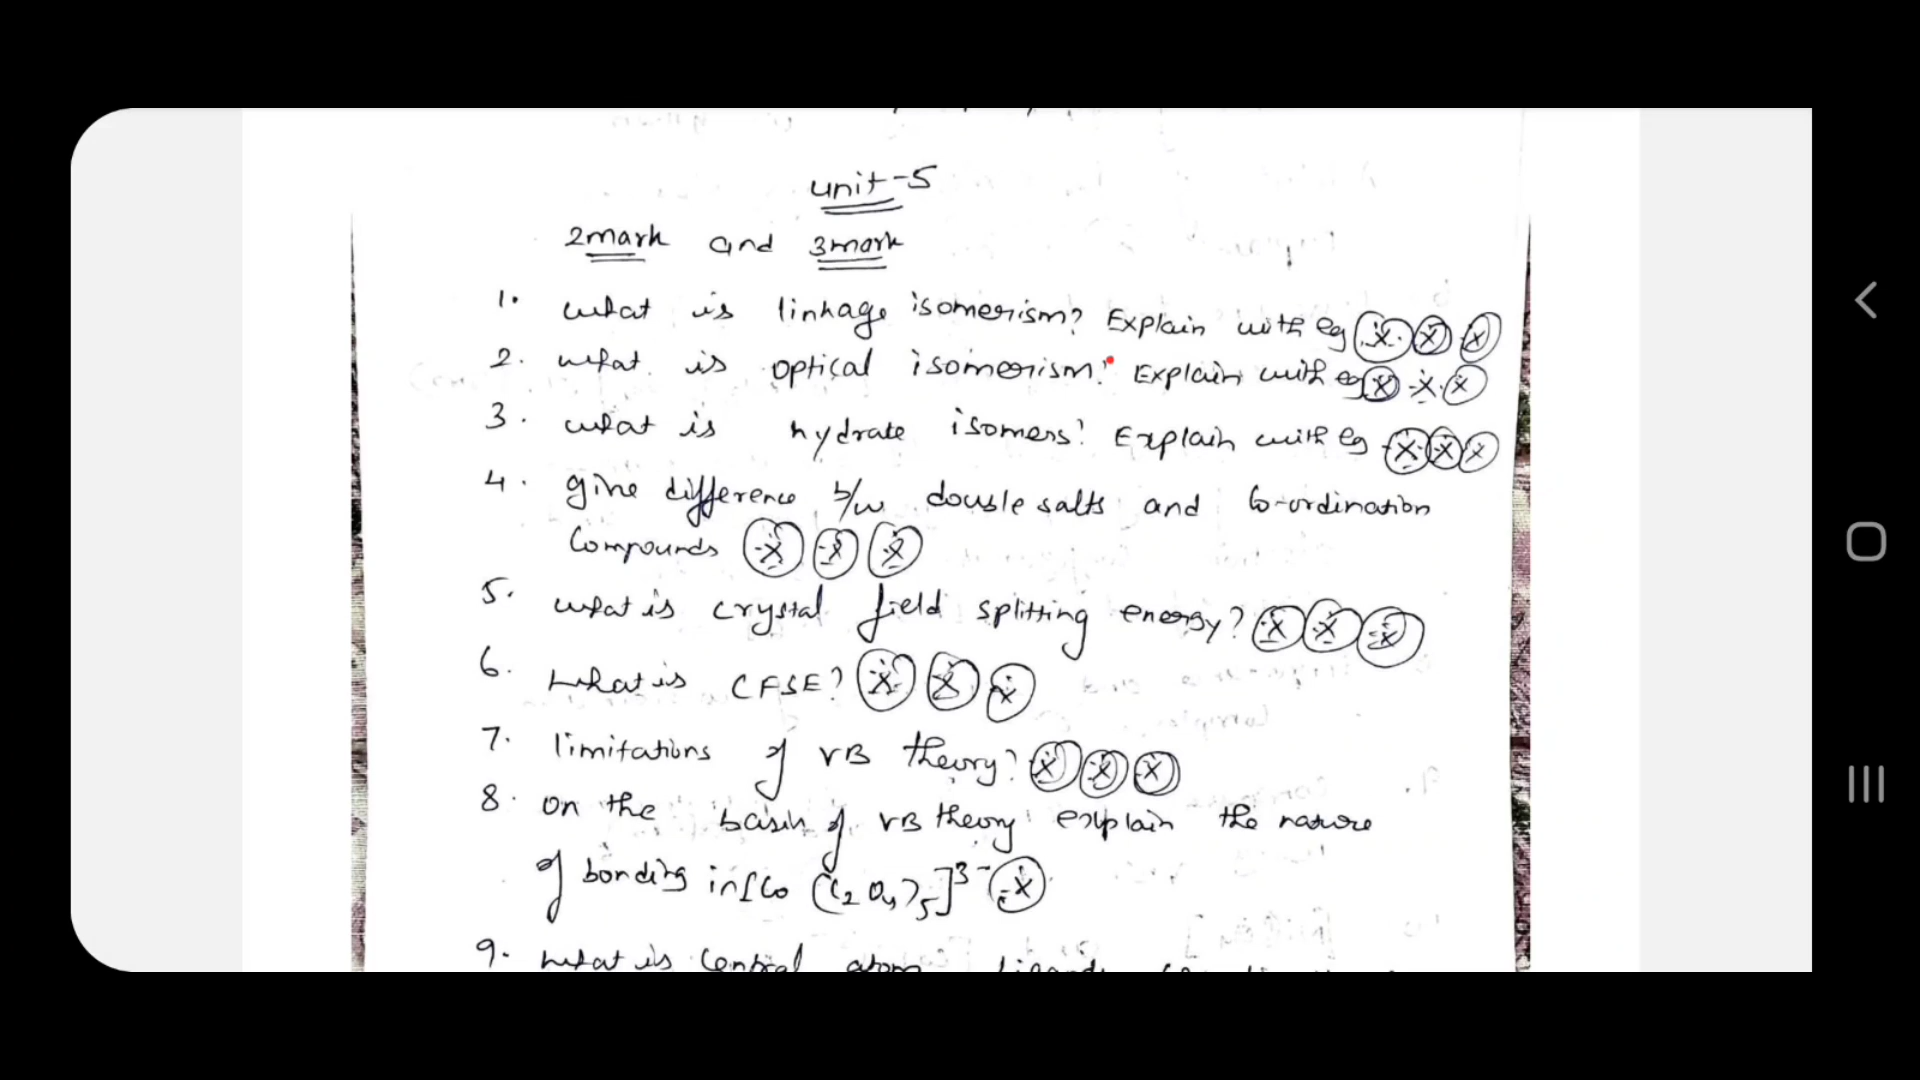 unit-5
2mark and 3mark
1. what is linkage isomerism? Explain with eg
2. what is optical isomerism? Explain with eg
3. what is hydrate isomers? Explain with eg
4. give difference b/w double salts and Co-ordination
Compounds
5. what is crystal field splitting energy?
6. what is CFSE?
7. limitations of VB theory?
8. on the basis of VB theory explain the nature
of bonding in [Co (C2O4)5]3-
9. what is central atom